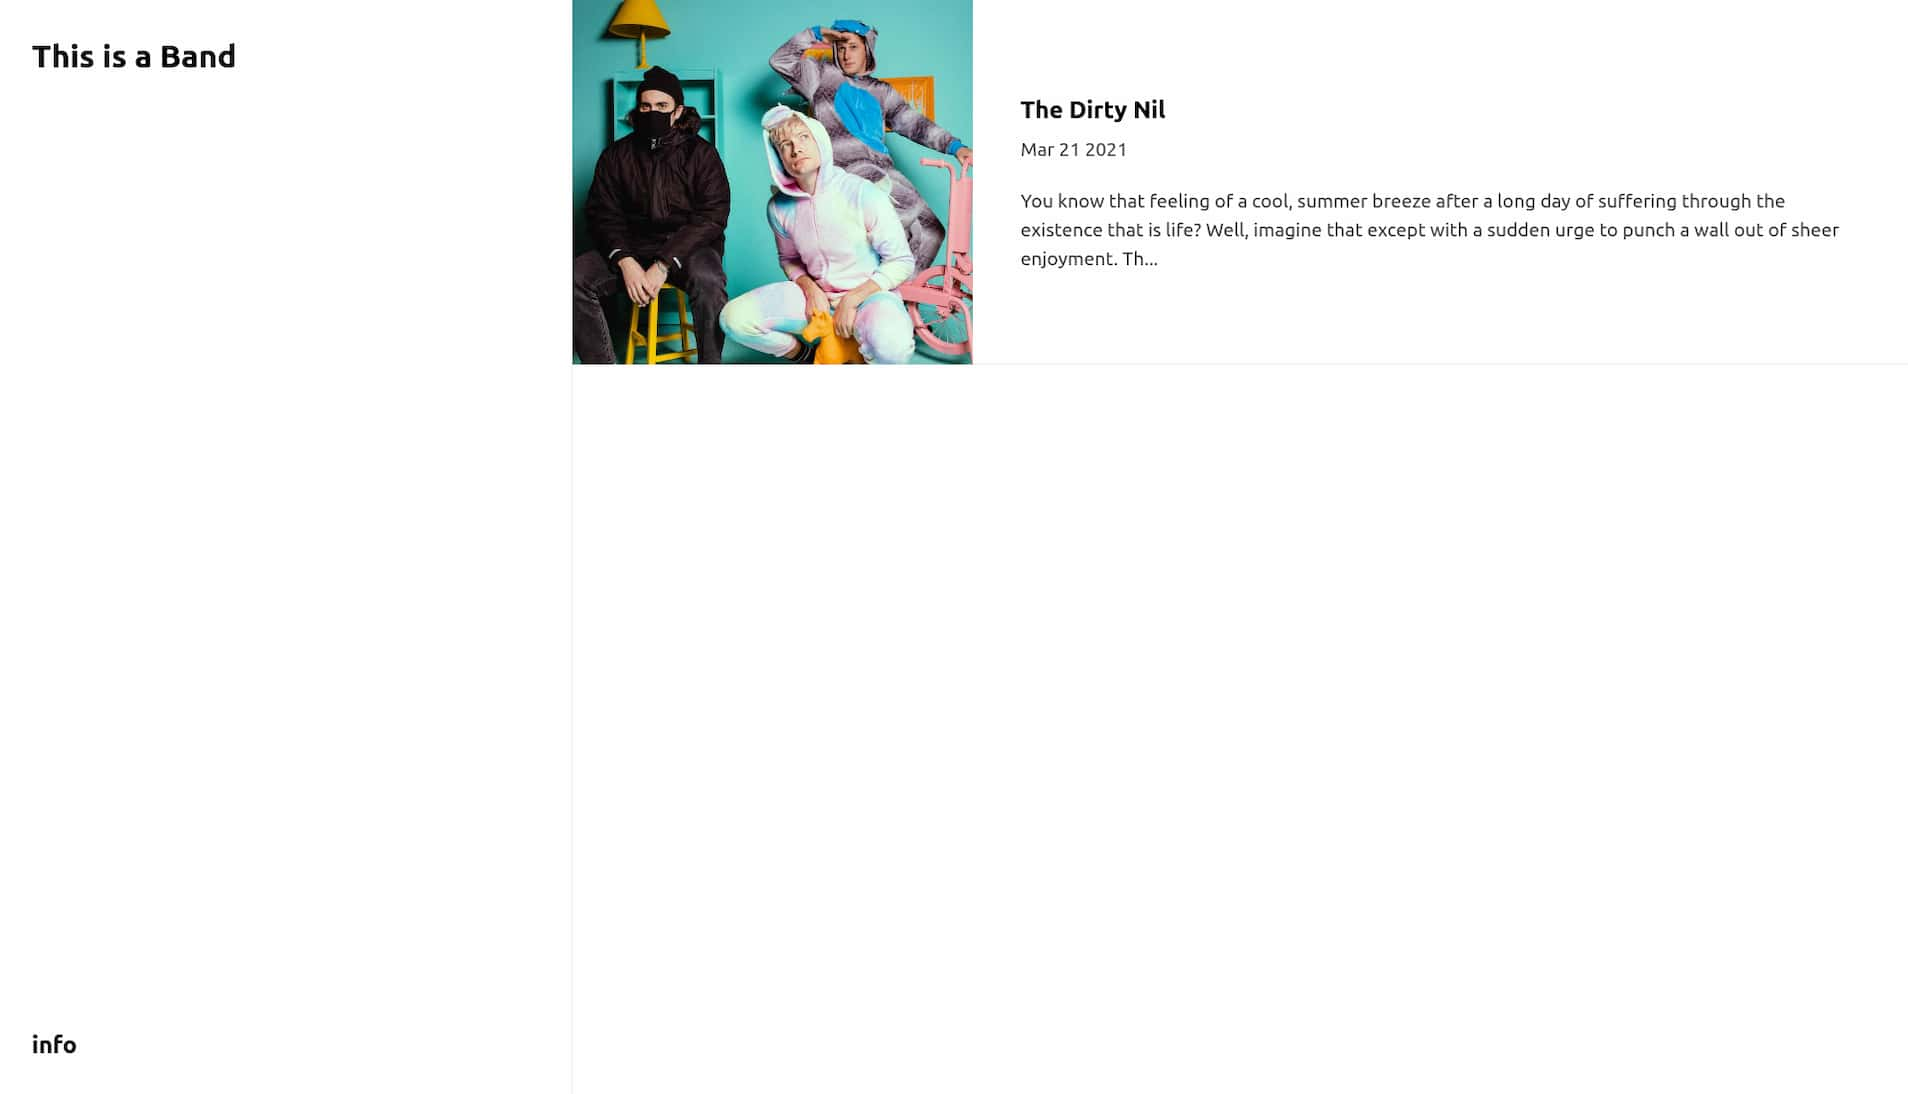 This is a Band
The Dirty Nil
Mar 21 2021
You know that feeling of a cool, summer breeze after a long day of suffering through the
existence that is life? Well, imagine that except with a sudden urge to punch a wall out of sheer
enjoyment. Th...
info